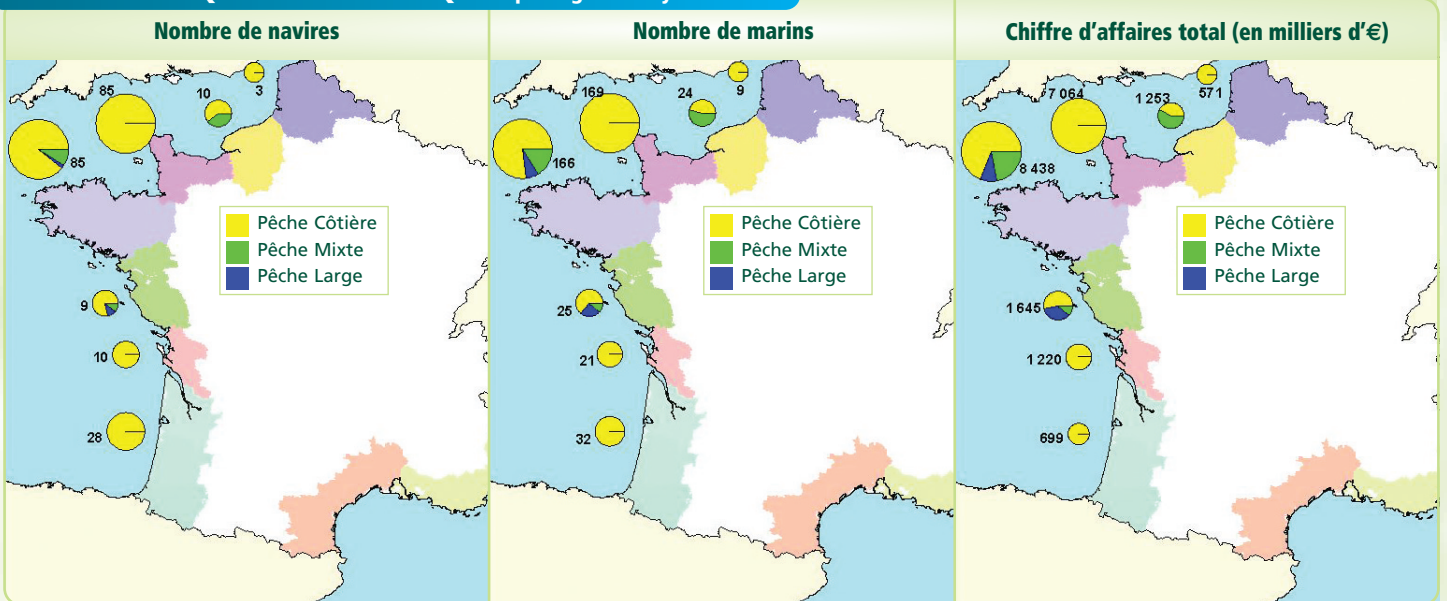 Nombre de navires
85
10
3
85
9
10
28
Pêche Côtière
Pêche Mixte
Pêche Large
Nombre de marins
169
24
9
166
25
21
32
Pêche Côtière
Pêche Mixte
Pêche Large
Chiffre d'affaires total (en milliers d'€)
7 064
1 253
571
8 438
1 645
1 220
699
Pêche Côtière
Pêche Mixte
Pêche Large